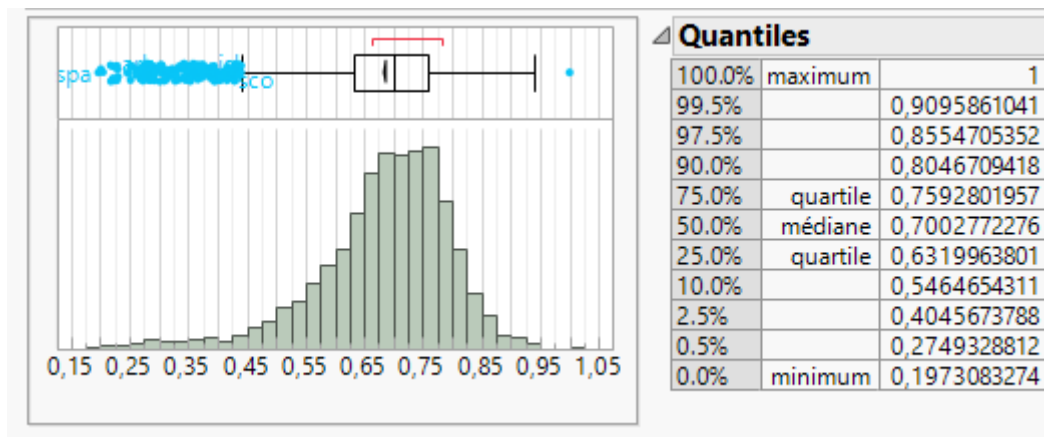 spa
sco
0,15 0,25 0,35 0,45 0,55 0,65 0,75 0,85 0,95 1,05
Quantiles
100.0% maximum 1
99.5% 0,9095861041
97.5% 0,8554705352
90.0% 0,8046709418
75.0% quartile 0,7592801957
50.0% médiane 0,7002772276
25.0% quartile 0,6319963801
10.0% 0,5464654311
2.5% 0,4045673788
0.5% 0,2749328812
0.0% minimum 0,1973083274